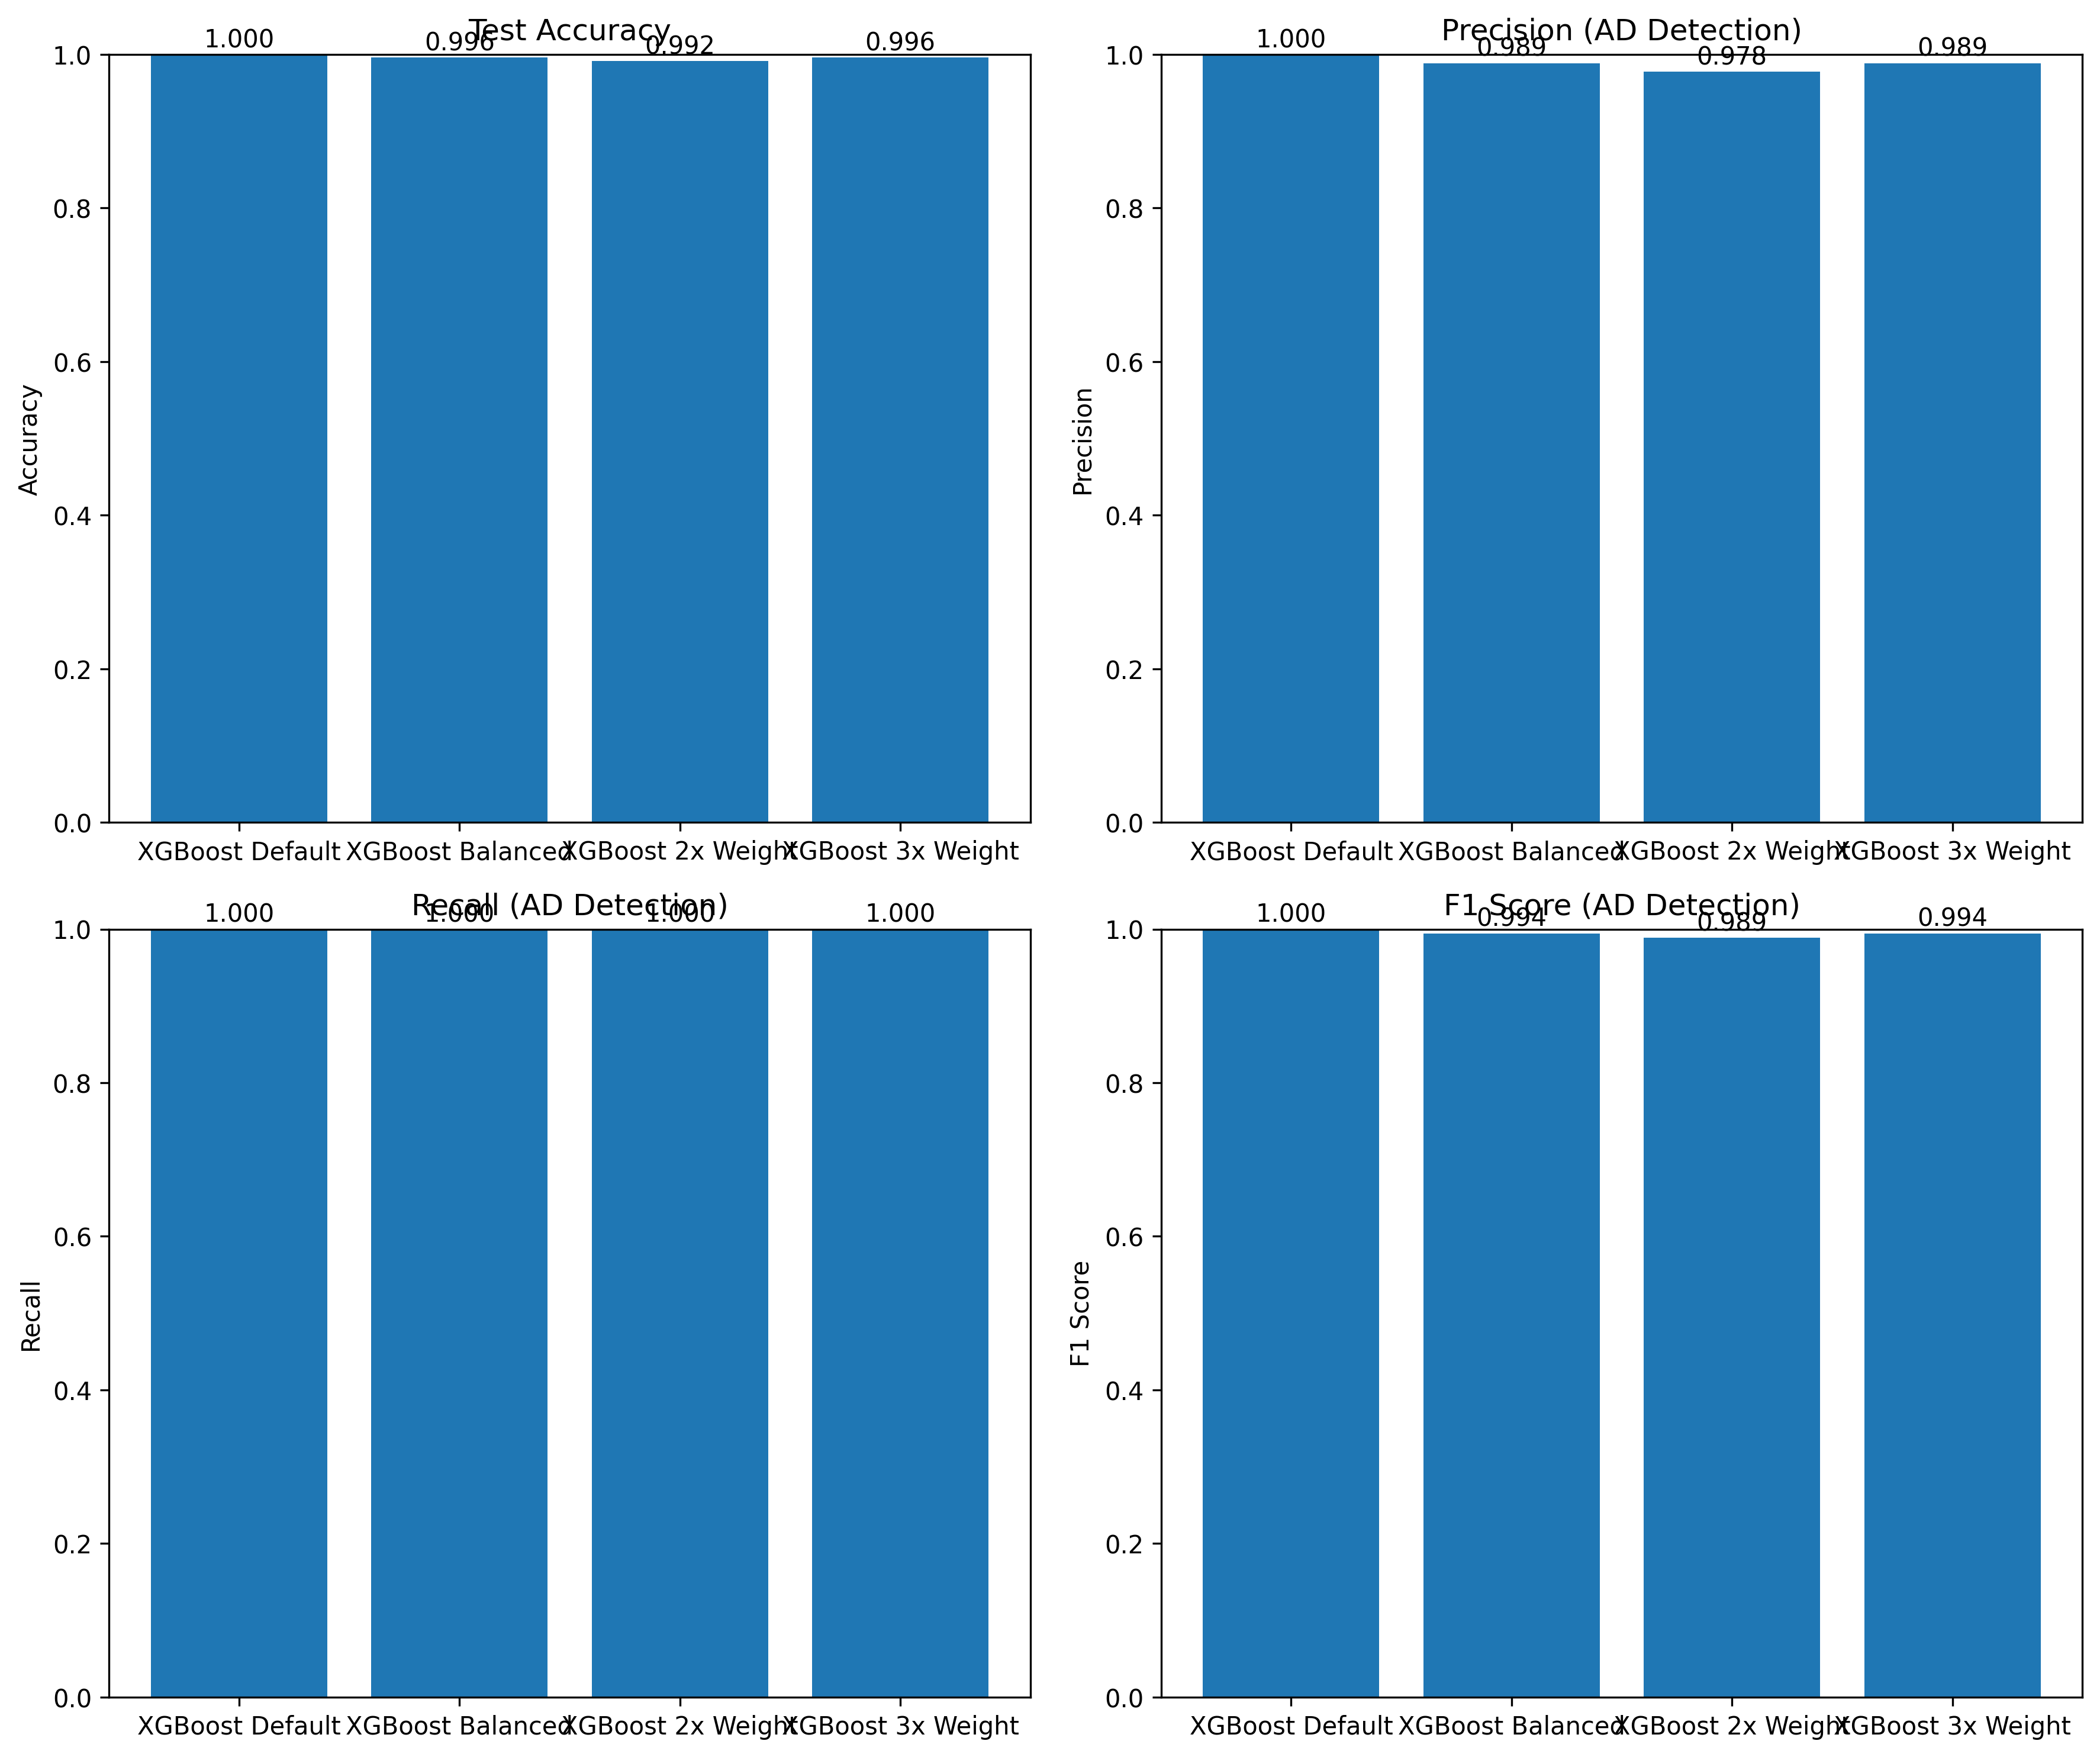 Test Accuracy
1.000 0.996 0.992 0.996
1.0
0.8
0.6
0.4
0.2
0.0
Accuracy
XGBoost Default XGBoost Balanced XGBoost 2x Weight XGBoost 3x Weight
Precision (AD Detection)
1.000 0.989 0.978 0.989
1.0
0.8
0.6
0.4
0.2
0.0
Precision
XGBoost Default XGBoost Balanced XGBoost 2x Weight XGBoost 3x Weight
Recall (AD Detection)
1.000 1.000 1.000 1.000
1.0
0.8
0.6
0.4
0.2
0.0
Recall
XGBoost Default XGBoost Balanced XGBoost 2x Weight XGBoost 3x Weight
F1 Score (AD Detection)
1.000 0.994 0.989 0.994
1.0
0.8
0.6
0.4
0.2
0.0
F1 Score
XGBoost Default XGBoost Balanced XGBoost 2x Weight XGBoost 3x Weight